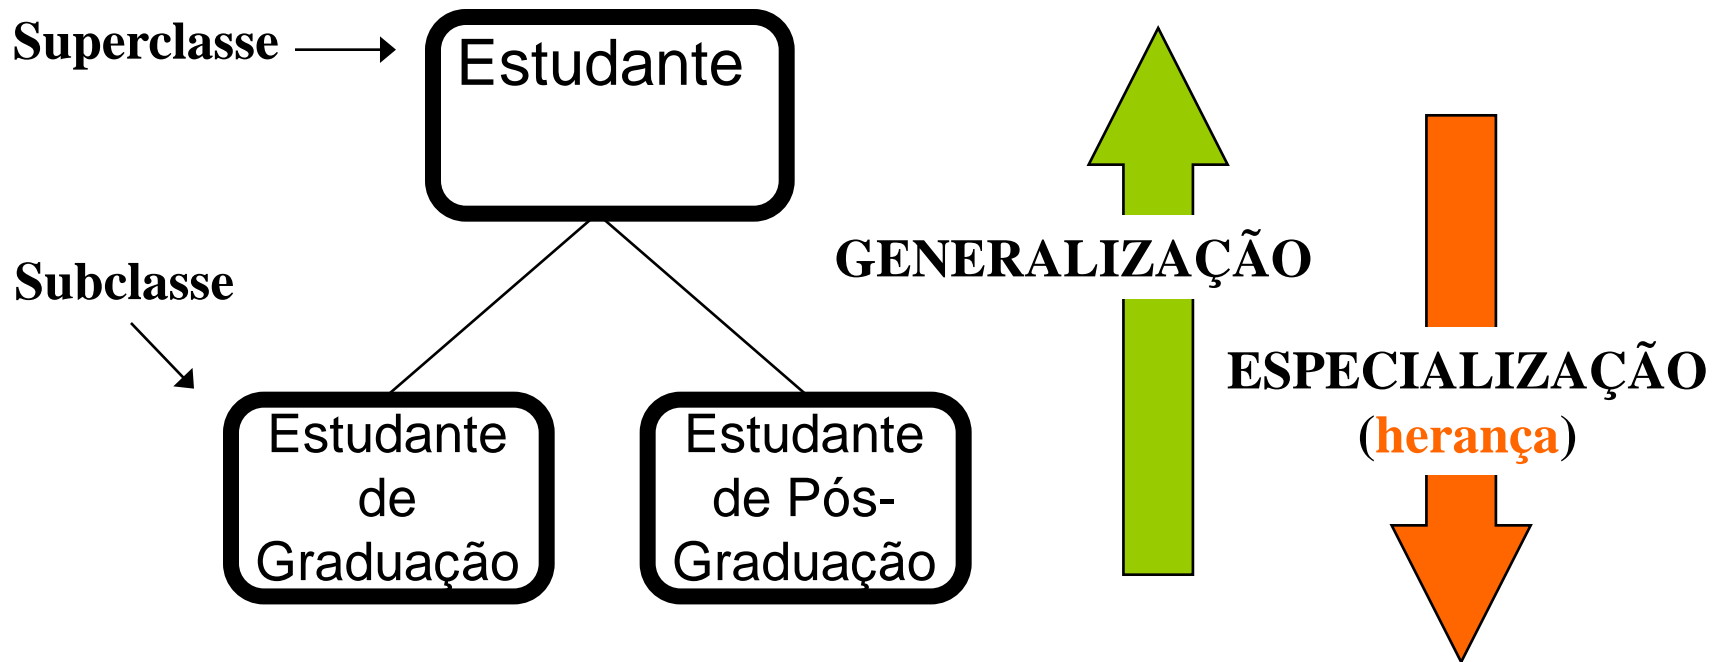 Superclasse
Estudante
GENERALIZAÇÃO
Subclasse
ESPECIALIZAÇÃO
(herança)
Estudante
de
Graduação
Estudante
de Pós-
Graduação